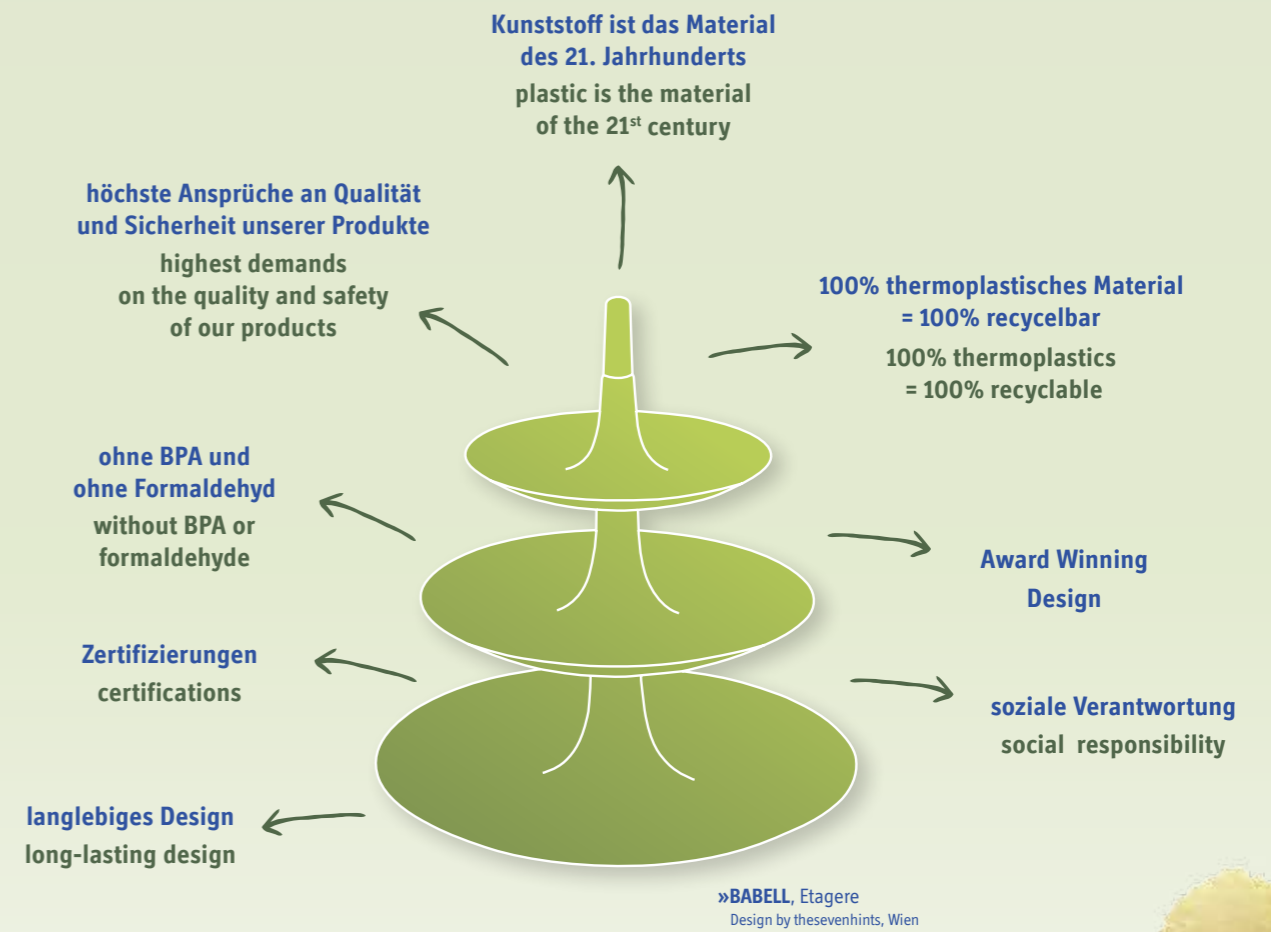 Kunststoff ist das Material
des 21. Jahrhunderts
plastic is the material
of the 21st century
höchste Ansprüche an Qualität
und Sicherheit unserer Produkte
highest demands
on the quality and safety
of our products
100% thermoplastisches Material
= 100% recycelbar
100% thermoplastics
= 100% recyclable
ohne BPA und
ohne Formaldehyd
without BPA or
formaldehyde
Award Winning
Design
Zertifizierungen
certifications
soziale Verantwortung
social responsibility
langlebiges Design
long-lasting design
»BABELL, Etagere
Design by thesevenhints, Wien